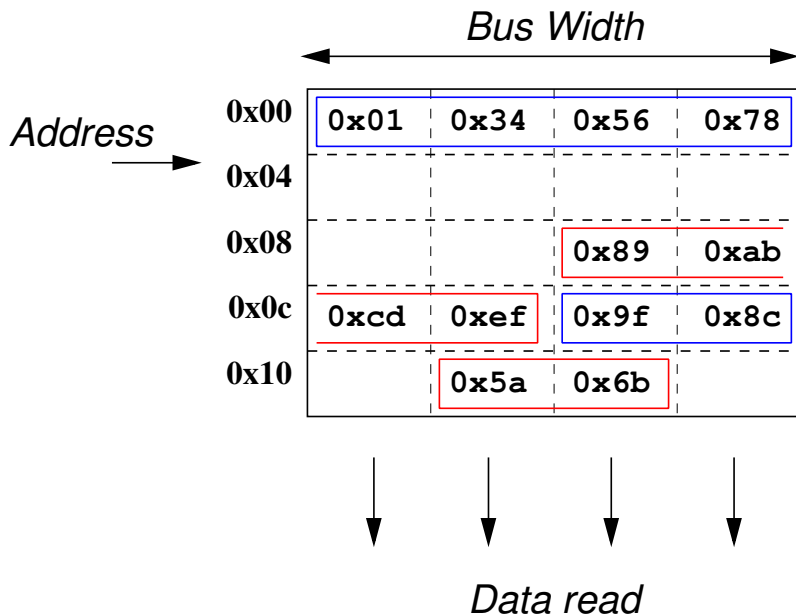 Bus Width
Address
0x00 0x01 0x34 0x56 0x78
0x04
0x08 0x89 0xab
0x0c 0xcd 0xef 0x9f 0x8c
0x10 0x5a 0x6b
Data read